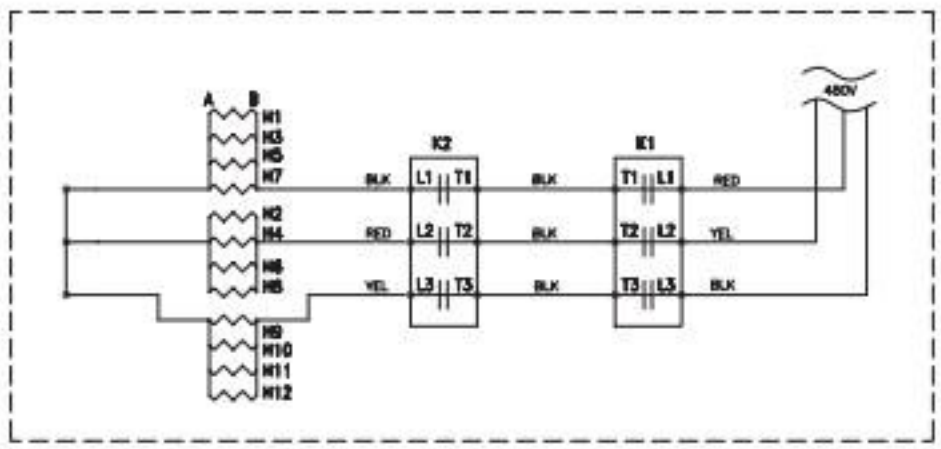 480V
A B
H1
H3
H5
H7
K2 K1
BLK L1 T1 BLK T1 L1 RED
H2
H4
RED L2 T2 BLK T2 L2 YEL
H6
H8
YEL L3 T3 BLK T3 L3 BLK
H9
H10
H11
H12